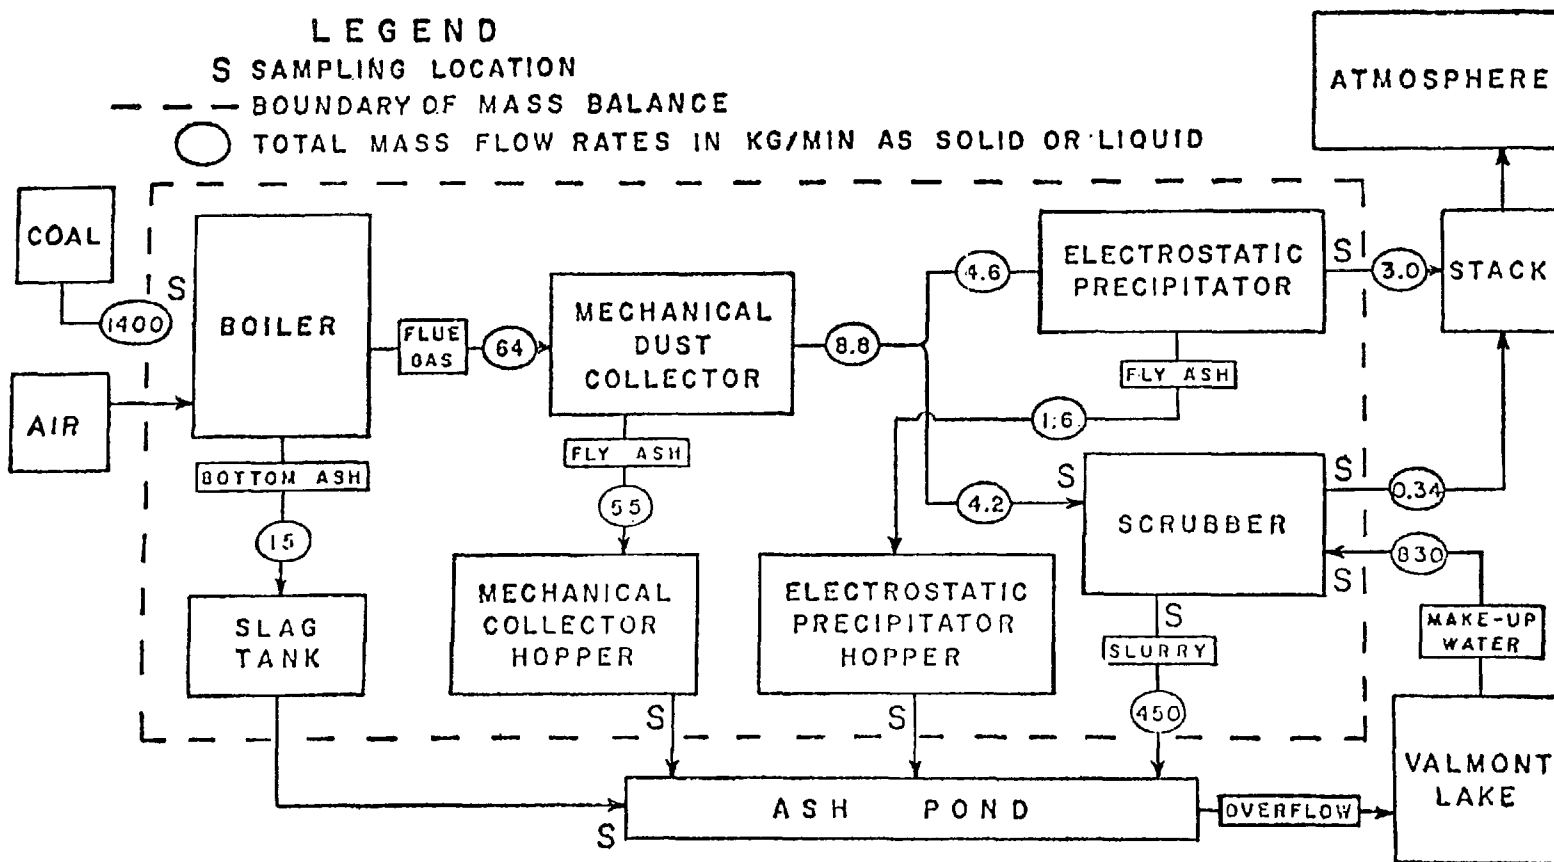 LEGEND
S SAMPLING LOCATION
BOUNDARY OF MASS BALANCE
TOTAL MASS FLOW RATES IN KG/MIN AS SOLID OR LIQUID
ATMOSPHERE
COAL
1400
S
BOILER
AIR
FLUE
GAS
64
MECHANICAL
DUST
COLLECTOR
8.8
4.6
ELECTROSTATIC
PRECIPITATOR
S
3.0
STACK
FLY ASH
1.6
BOTTOM ASH
15
SLAG
TANK
FLY ASH
55
MECHANICAL
COLLECTOR
HOPPER
S
4.2
S
SCRUBBER
S
0.34
830
S
MAKE-UP
WATER
ELECTROSTATIC
PRECIPITATOR
HOPPER
S
S
SLURRY
450
S
ASH POND
OVERFLOW
VALMONT
LAKE